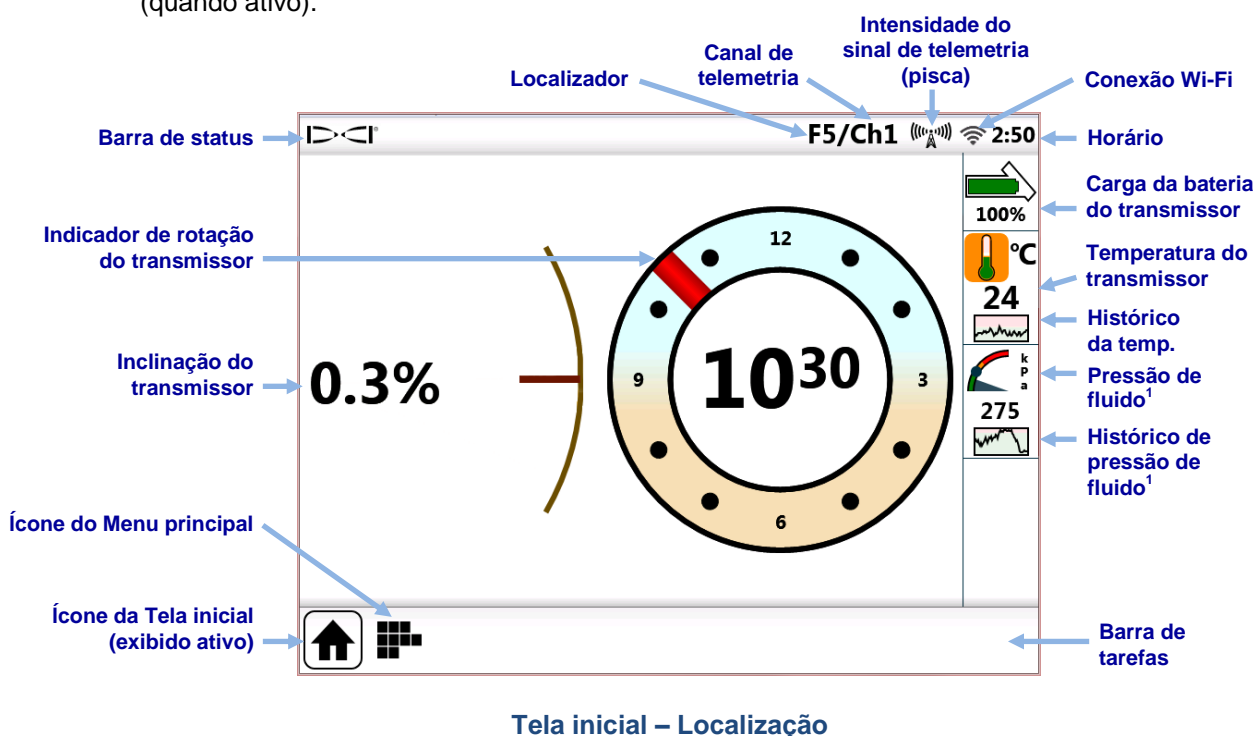 (quando ativo).
Intensidade do
sinal de telemetria
(pisca)
Canal de
telemetria
Localizador
Conexão Wi-Fi
Barra de status
F5/Ch1
2:50
Horário
Carga da bateria
do transmissor
100%
Indicador de rotação
do transmissor
12
°C
Temperatura do
transmissor
24
Histórico
da temp.
Inclinação do
transmissor
0.3%
9
10 30
3
k
P
a
Pressão de
fluido¹
275
Histórico de
pressão de
fluido¹
6
Ícone do Menu principal
Ícone da Tela inicial
(exibido ativo)
Barra de
tarefas
Tela inicial – Localização